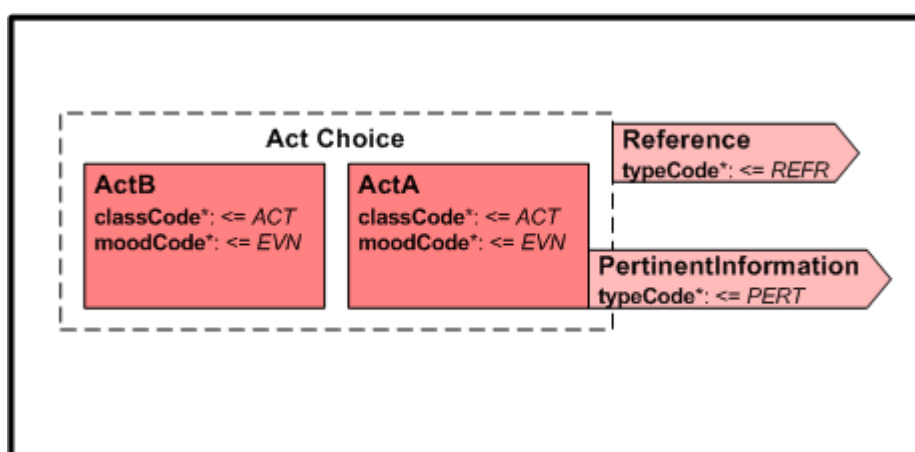 Act Choice
ActB
classCode*: <= ACT
moodCode*: <= EVN
ActA
classCode*: <= ACT
moodCode*: <= EVN
Reference
typeCode*: <= REFR
PertinentInformation
typeCode*: <= PERT